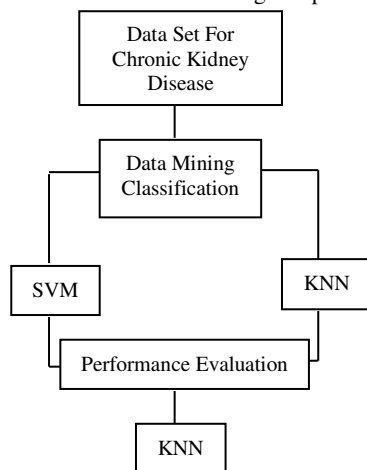 Data Set For
Chronic Kidney
Disease
Data Mining
Classification
SVM
KNN
Performance Evaluation
KNN